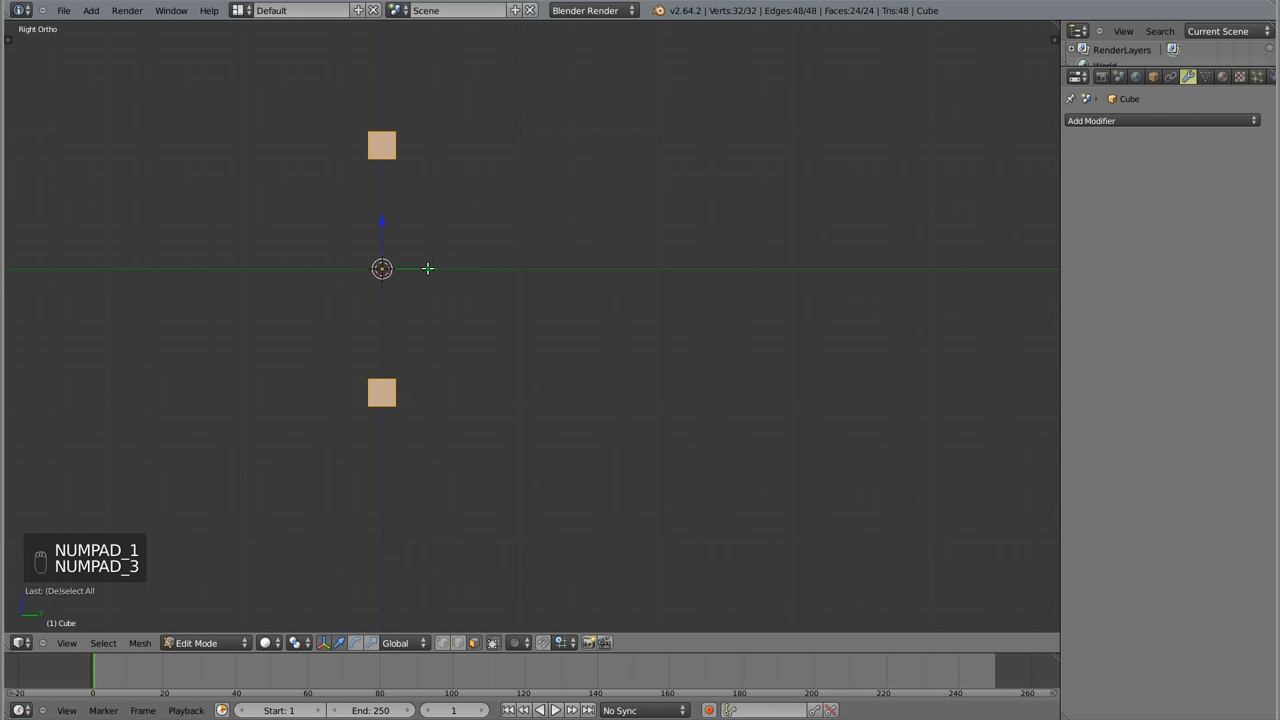 File Add Render Window Help Default Scene Blender Render v2.64.2 | Verts:32/32 | Edges:48/48 | Faces:24/24 | Tris:48 | Cube
Right Ortho
View Search Current Scene
RenderLayers
World
Cube
Add Modifier
NUMPAD_1
NUMPAD_3
Last: (De)select All
(1) Cube
View Select Mesh Edit Mode Global
-20 0 20 40 60 80 100 120 140 160 180 200 220 240 260
View Marker Frame Playback Start: 1 End: 250 1 No Sync